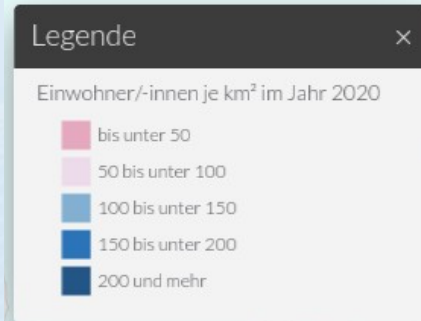 Legende
×
Einwohner/-innen je km² im Jahr 2020
bis unter 50
50 bis unter 100
100 bis unter 150
150 bis unter 200
200 und mehr